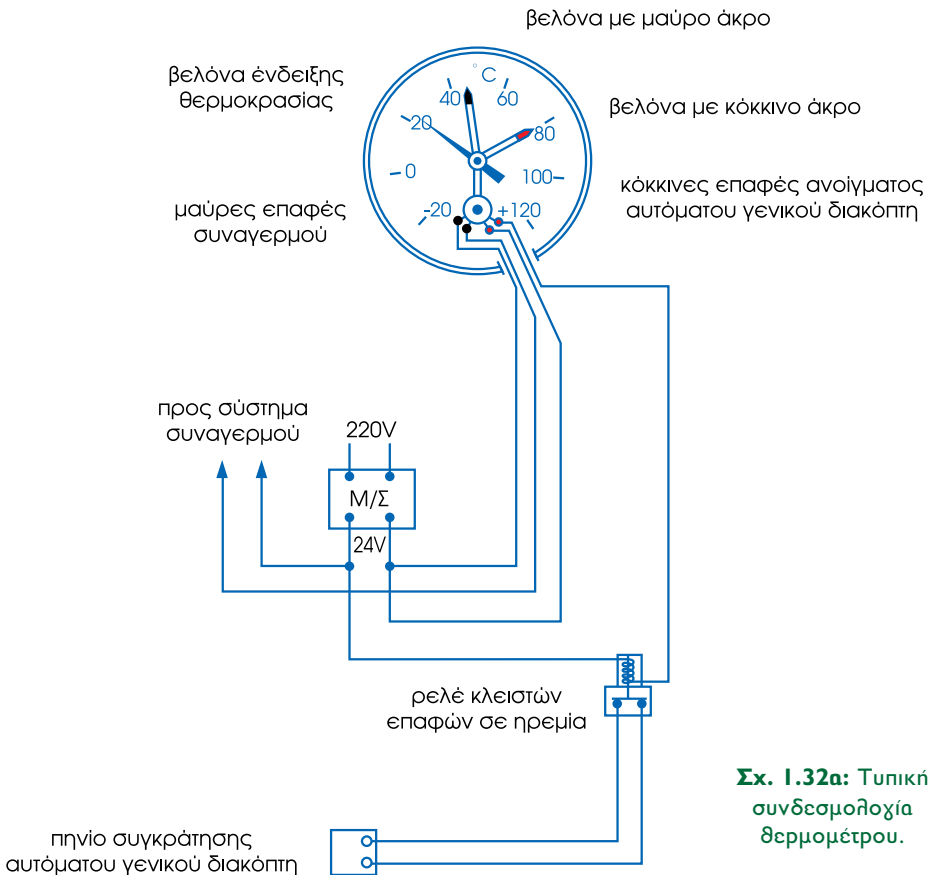 βελόνα με μαύρο άκρο
βελόνα ένδειξης
θερμοκρασίας
°C
40
60
βελόνα με κόκκινο άκρο
20
80
0
100
κόκκινες επαφές ανοίγματος
αυτόματου γενικού διακόπτη
μαύρες επαφές
συναγερμού
-20
+120
προς σύστημα
συναγερμού
220V
Μ/Σ
24V
ρελέ κλειστών
επαφών σε ηρεμία
Σχ. 1.32α: Τυπική
συνδεσμολογία
θερμομέτρου.
πηνίο συγκράτησης
αυτόματου γενικού διακόπτη